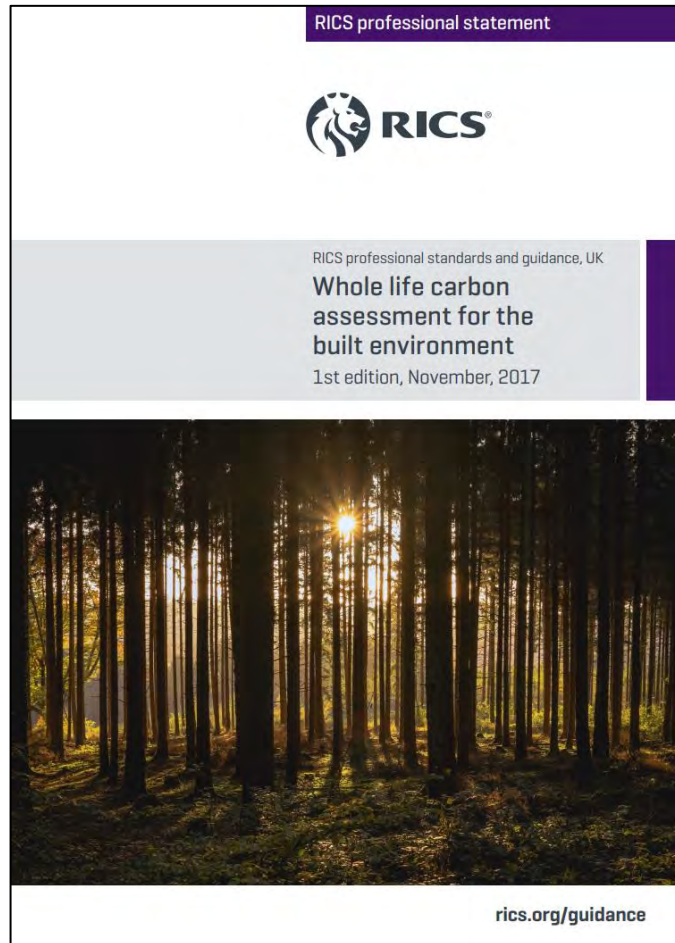 RICS professional statement
RICS®
RICS professional standards and guidance, UK
Whole life carbon
assessment for the
built environment
1st edition, November, 2017
rics.org/guidance